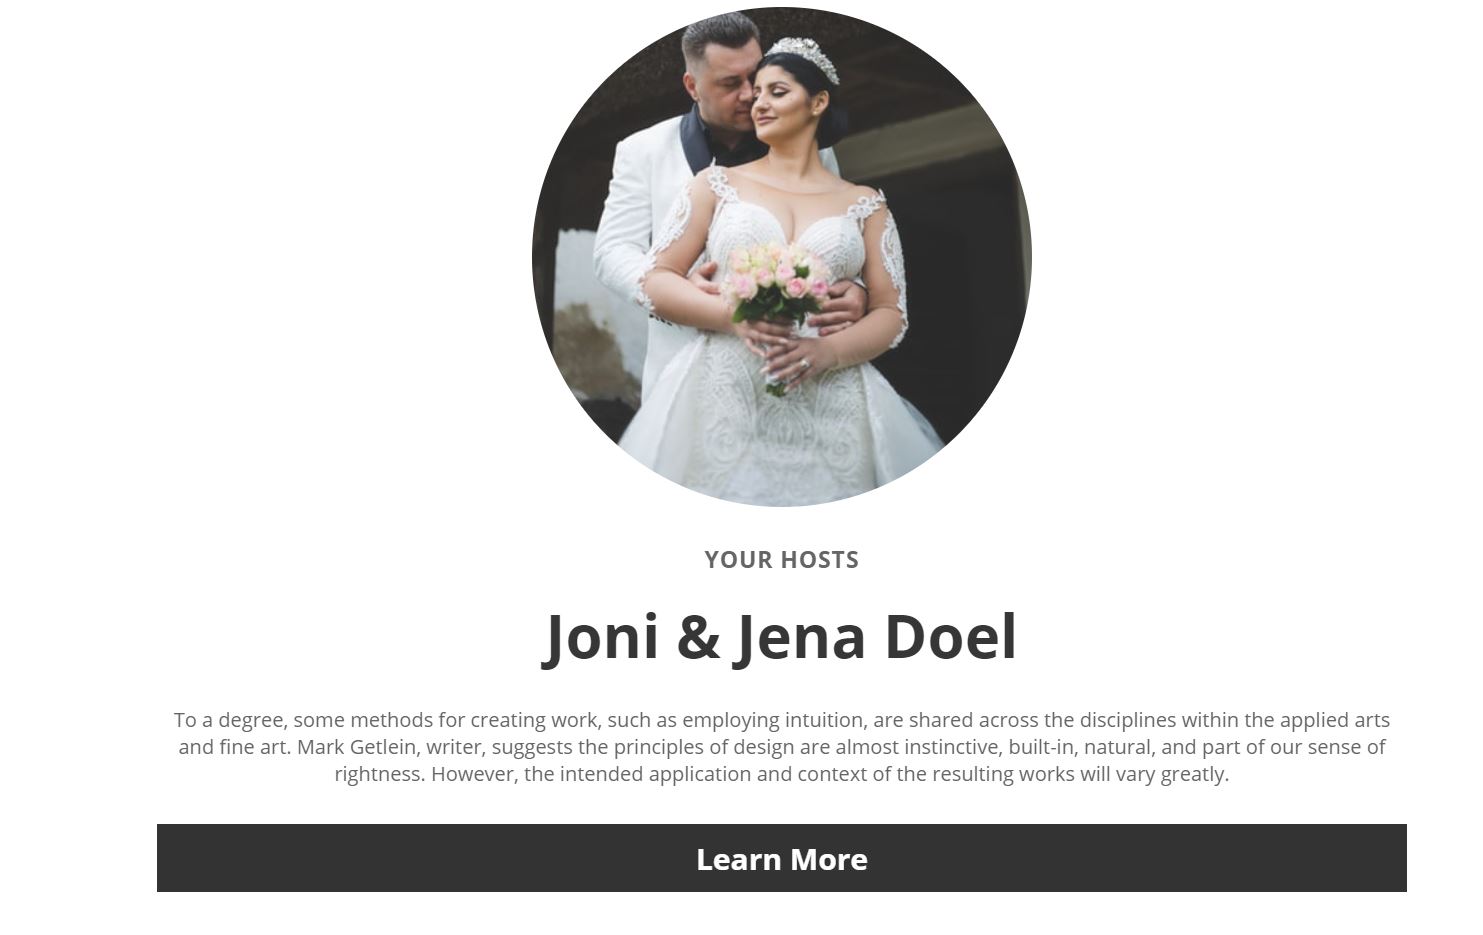 YOUR HOSTS
Joni & Jena Doel
To a degree, some methods for creating work, such as employing intuition, are shared across the disciplines within the applied arts
and fine art. Mark Getlein, writer, suggests the principles of design are almost instinctive, built-in, natural, and part of our sense of
rightness. However, the intended application and context of the resulting works will vary greatly.
Learn More